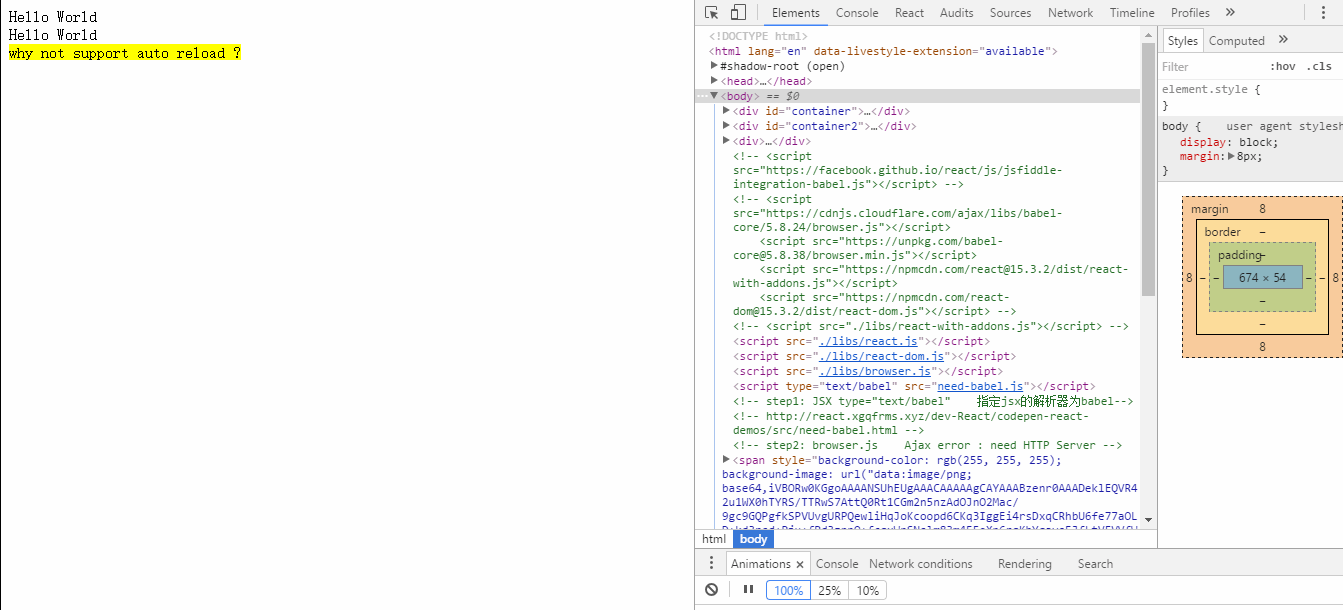 Hello World
Hello World
why not support auto reload ?
Elements Console React Audits Sources Network Timeline Profiles »
<!DOCTYPE html>
<html lang="en" data-livestyle-extension="available">
#shadow-root (open)
<head>…</head>
<body> == $0
<div id="container">…</div>
<div id="container2">…</div>
<div>…</div>
<!-- <script
src="https://facebook.github.io/react/js/jsfiddle-
integration-babel.js"></script> -->
<!-- <script
src="https://cdnjs.cloudflare.com/ajax/libs/babel-
core/5.8.24/browser.js"></script>
<script src="https://unpkg.com/babel-
core@5.8.38/browser.min.js"></script>
<script src="https://npmcdn.com/react@15.3.2/dist/react-
with-addons.js"></script>
<script src="https://npmcdn.com/react-
dom@15.3.2/dist/react-dom.js"></script> -->
<!-- <script src="./libs/react-with-addons.js"></script> -->
<script src="./libs/react.js"></script>
<script src="./libs/react-dom.js"></script>
<script src="./libs/browser.js"></script>
<script type="text/babel" src="need-babel.js"></script>
<!-- step1: JSX type="text/babel" 指定jsx的解析器为babel-->
<!-- http://react.xgqfrms.xyz/dev-React/codepen-react-
demos/src/need-babel.html -->
<!-- step2: browser.js Ajax error : need HTTP Server -->
<span style="background-color: rgb(255, 255, 255);
background-image: url("data:image/png;
base64,iVBORw0KGgoAAAANSUhEUgAAACAAAAAgCAYAAABzenr0AAADeklEQVR4
2u1WX0hTYRS/TTRwS7AttQ0Rt1CGm2n5nzAdOJnO2Mac/
9gc9GQPgfkSPVUvgURPQewliHqJoKcoopd6CKq3IggEi4rsDxqCRhbU6fe77aOL
html body
Styles Computed »
Filter :hov .cls
element.style {
}
body { user agent stylesh
display: block;
margin: 8px;
}
margin 8
border –
padding –
8 – – 674 × 54 – – 8
–
–
8
Animations × Console Network conditions Rendering Search
100% 25% 10%